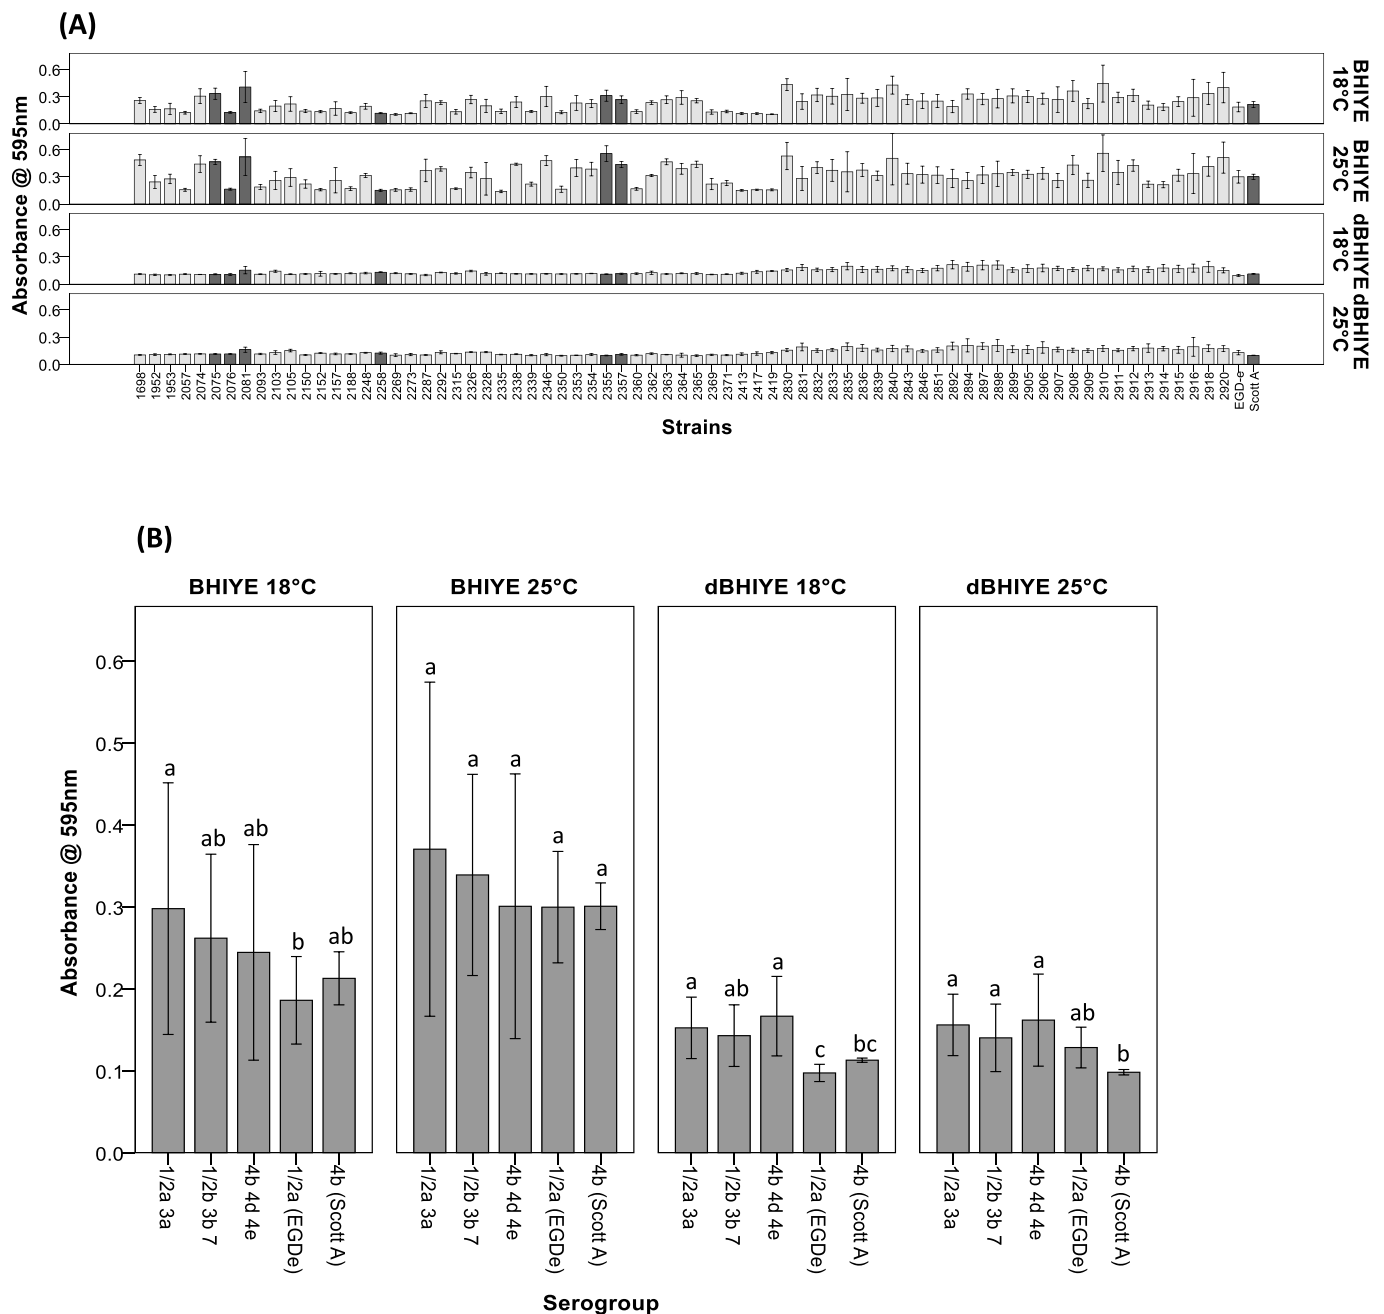 (A)
Absorbance @ 595nm
0.6
0.3
0.0
BHIYE
18°C
0.6
0.3
0.0
BHIYE
25°C
0.6
0.3
0.0
dBHIYE
18°C
0.6
0.3
0.0
dBHIYE
25°C
1698 1952 1953 2057 2074 2075 2076 2081 2093 2103 2105 2150 2152 2157 2188 2248 2258 2269 2273 2287 2292 2315 2326 2328 2335 2338 2339 2346 2350 2353 2354 2355 2357 2360 2362 2363 2364 2365 2369 2371 2413 2417 2419 2830 2831 2832 2833 2835 2836 2839 2840 2843 2846 2851 2892 2894 2897 2898 2899 2905 2906 2907 2908 2909 2910 2911 2912 2913 2914 2915 2916 2918 2920 EGD-e Scott A
Strains
(B)
BHIYE 18°C BHIYE 25°C dBHIYE 18°C dBHIYE 25°C
Absorbance @ 595nm
0.6
0.5
0.4
0.3
0.2
0.1
0.0
a ab ab b ab
a a a a a
a ab a c bc
a a a ab b
1/2a 3a
1/2b 3b 7
4b 4d 4e
1/2a (EGDe)
4b (Scott A)
1/2a 3a
1/2b 3b 7
4b 4d 4e
1/2a (EGDe)
4b (Scott A)
1/2a 3a
1/2b 3b 7
4b 4d 4e
1/2a (EGDe)
4b (Scott A)
1/2a 3a
1/2b 3b 7
4b 4d 4e
1/2a (EGDe)
4b (Scott A)
Serogroup